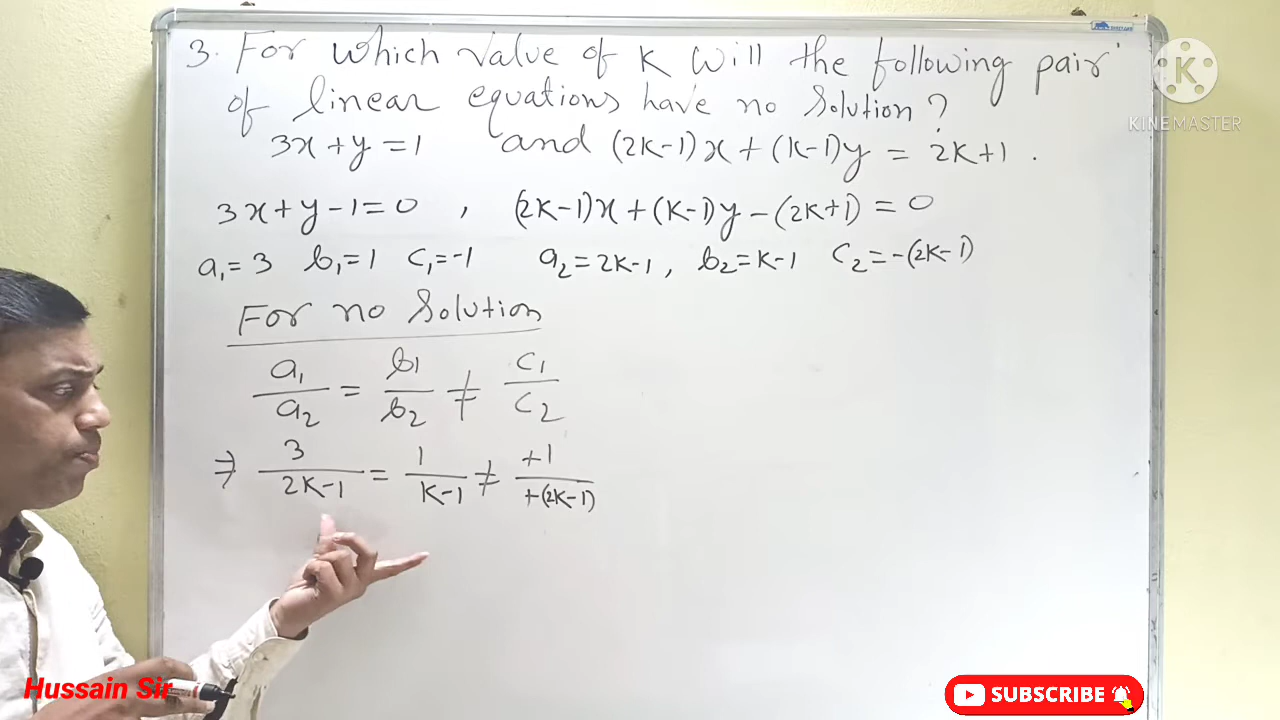 3. For which value of K will the following pair
of linear equations have no solution?
3x+y=1 and (2K-1)x+(K-1)y = 2K+1.
3x+y-1=0 , (2K-1)x+(K-1)y-(2K+1)=0
a₁=3 b₁=1 c₁=-1 a₂=2K-1, b₂=K-1 c₂=-(2K-1)
For no solution
a₁/a₂ = b₁/b₂ ≠ c₁/c₂
⇒ 3/(2K-1) = 1/(K-1) ≠ +1/+(2K-1)
K
KINEMASTER
Hussain Sir
SUBSCRIBE